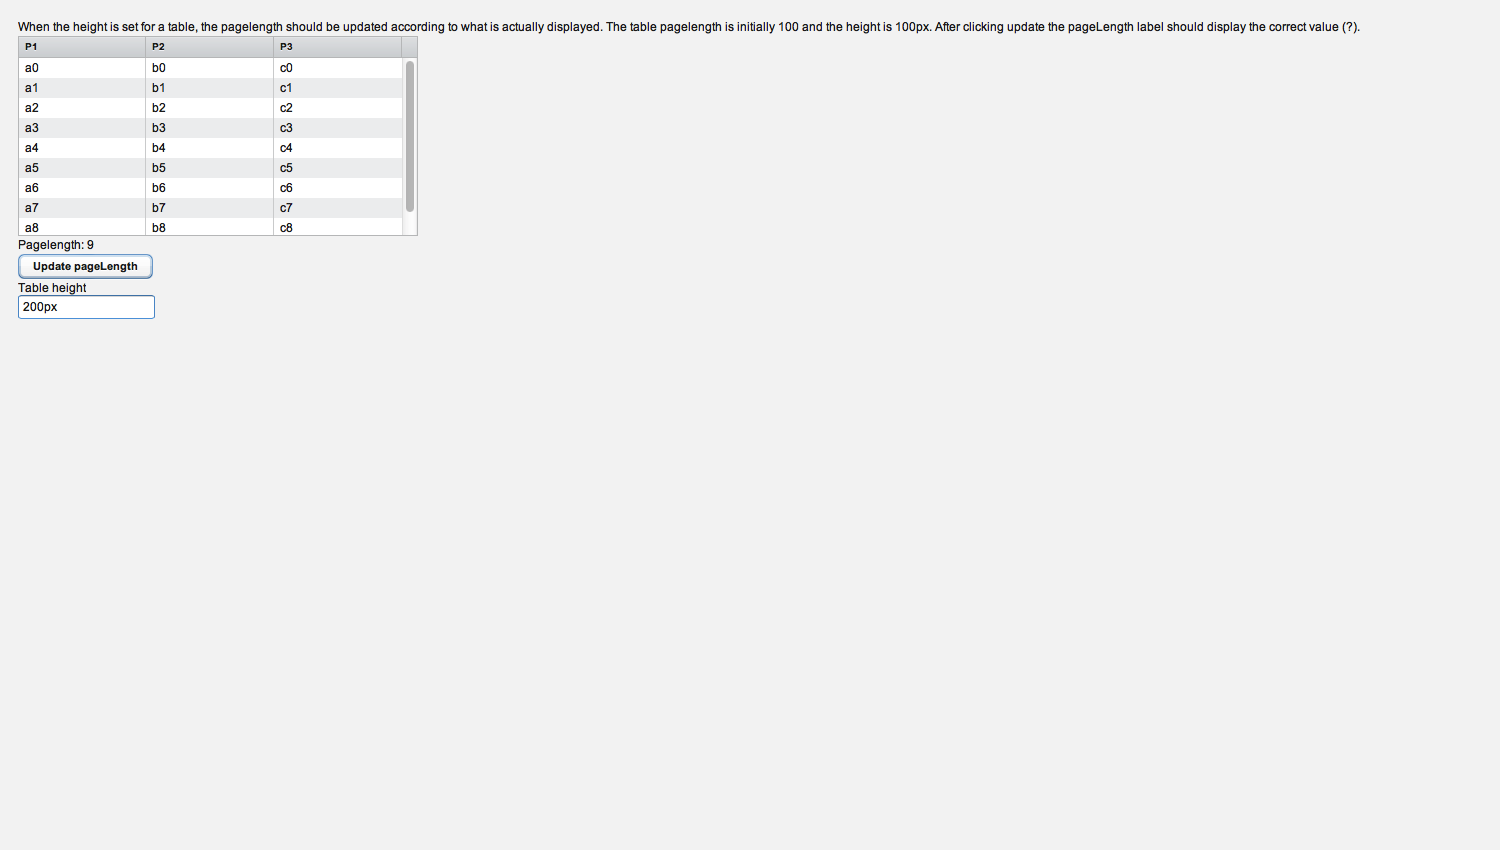 When the height is set for a table, the pagelength should be updated according to what is actually displayed. The table pagelength is initially 100 and the height is 100px. After clicking update the pageLength label should display the correct value (?).
P1 P2 P3
a0 b0 c0
a1 b1 c1
a2 b2 c2
a3 b3 c3
a4 b4 c4
a5 b5 c5
a6 b6 c6
a7 b7 c7
a8 b8 c8
Pagelength: 9
Update pageLength
Table height
200px